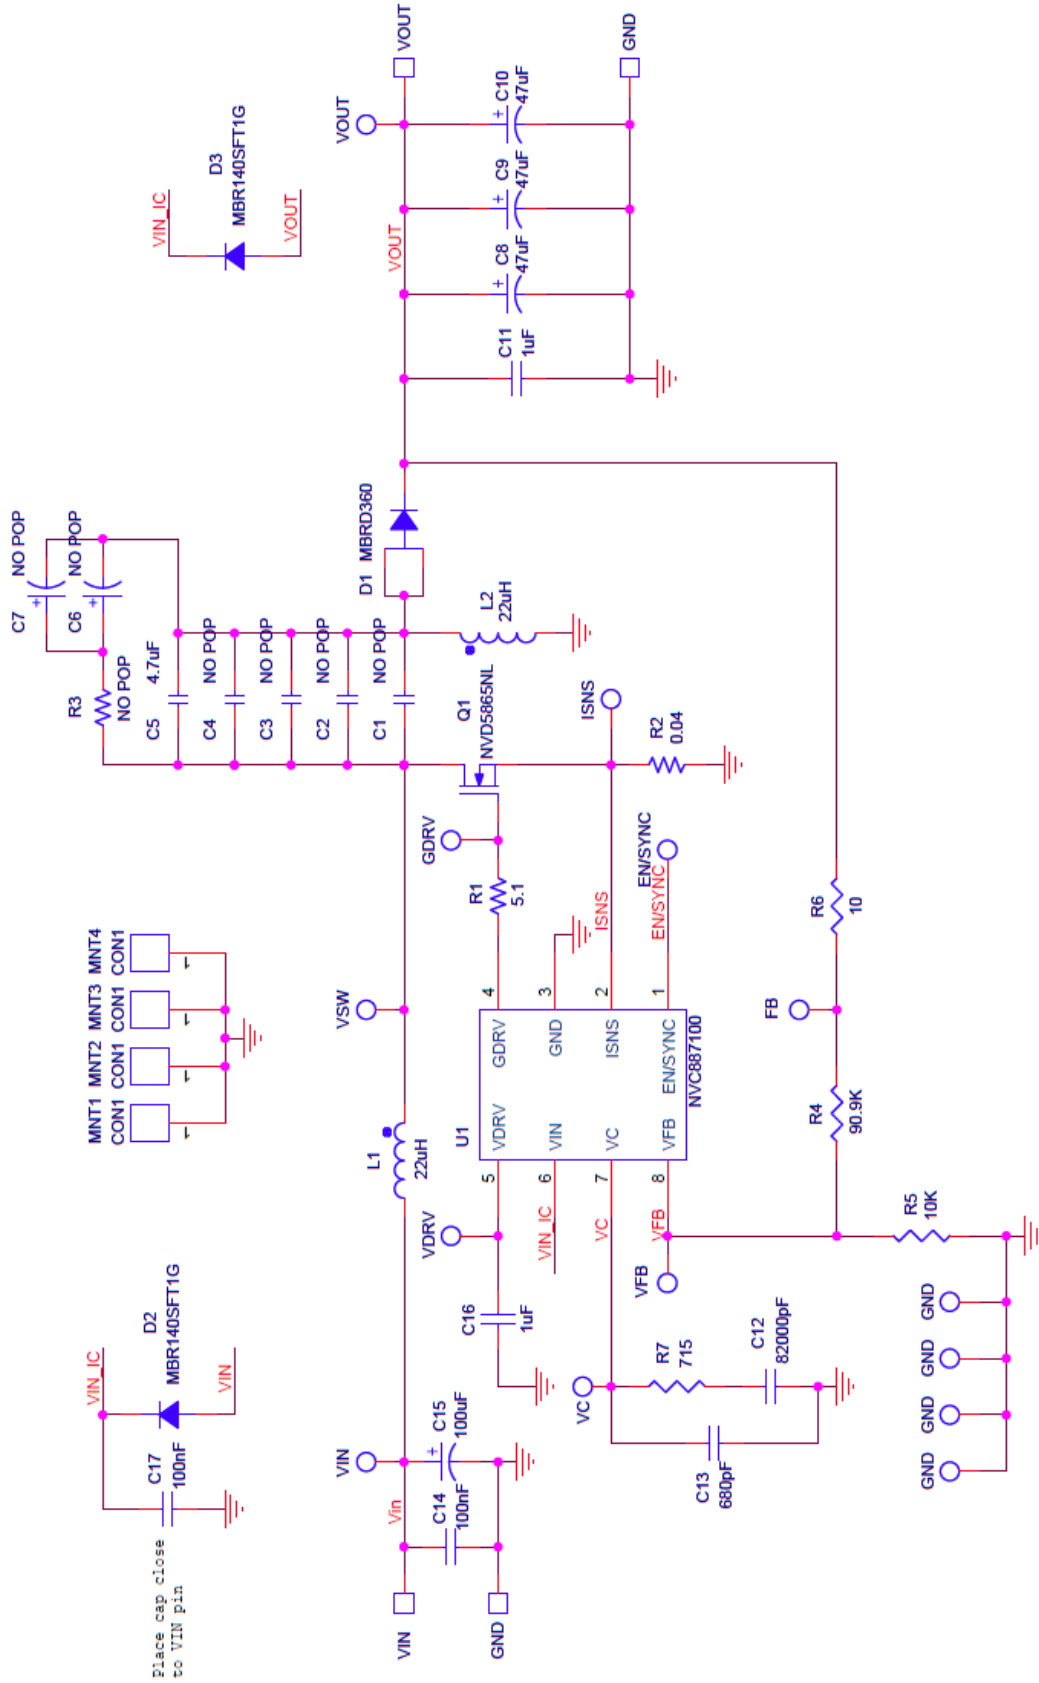 Place cap close
to VIN pin
VIN_IC
C17
100nF
D2
MBR140SFT1G
VIN
MNT1
CON1
1
MNT2
CON1
1
MNT3
CON1
1
MNT4
CON1
1
R3
NO POP
C7
NO POP
C6
NO POP
C5
4.7uF
C4
NO POP
C3
NO POP
C2
NO POP
C1
NO POP
VIN_IC
D3
MBR140SFT1G
VOUT
VIN
Vin
VIN
C14
100nF
C15
100uF
GND
L1
22uH
VSW
D1
MBRD360
L2
22uH
Q1
NVD5865NL
GDRV
R1
5.1
ISNS
R2
0.04
VOUT
VOUT
VOUT
C11
1uF
C8
47uF
C9
47uF
C10
47uF
GND
+
+
+
+
+
+
VDRV
C16
1uF
U1
5
VDRV
GDRV
4
VIN_IC
6
VIN
GND
3
VC
7
VC
ISNS
2
ISNS
VFB
8
VFB
EN/SYNC
1
EN/SYNC
EN/SYNC
NVC887100
VC
R7
715
C12
82000pF
C13
680pF
VFB
FB
R4
90.9K
R6
10
R5
10K
GND
GND
GND
GND